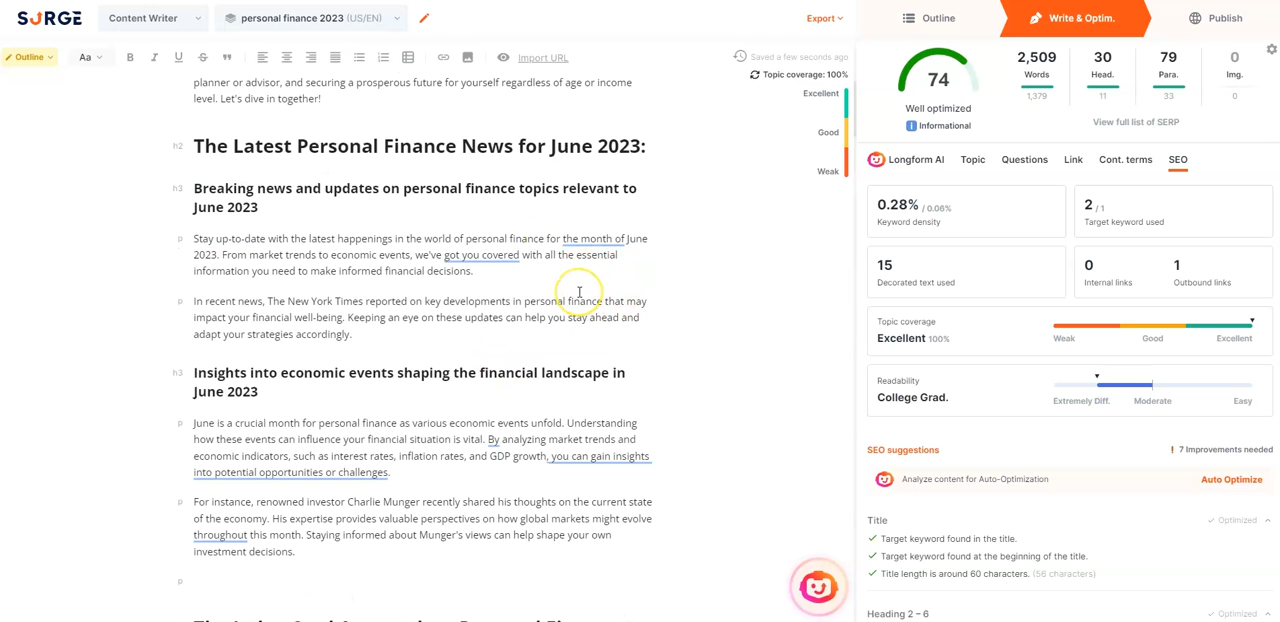 SURGE
Content Writer
personal finance 2023 (US/EN)
Export
Outline
Write & Optim.
Publish
Outline
Aa
B
I
U
S
Import URL
Saved a few seconds ago
Topic coverage: 100%
Excellent
Good
Weak
planner or advisor, and securing a prosperous future for yourself regardless of age or income
level. Let's dive in together!
h2
The Latest Personal Finance News for June 2023:
h3
Breaking news and updates on personal finance topics relevant to
June 2023
p
Stay up-to-date with the latest happenings in the world of personal finance for the month of June
2023. From market trends to economic events, we've got you covered with all the essential
information you need to make informed financial decisions.
p
In recent news, The New York Times reported on key developments in personal finance that may
impact your financial well-being. Keeping an eye on these updates can help you stay ahead and
adapt your strategies accordingly.
h3
Insights into economic events shaping the financial landscape in
June 2023
p
June is a crucial month for personal finance as various economic events unfold. Understanding
how these events can influence your financial situation is vital. By analyzing market trends and
economic indicators, such as interest rates, inflation rates, and GDP growth, you can gain insights
into potential opportunities or challenges.
p
For instance, renowned investor Charlie Munger recently shared his thoughts on the current state
of the economy. His expertise provides valuable perspectives on how global markets might evolve
throughout this month. Staying informed about Munger's views can help shape your own
investment decisions.
p
74
Well optimized
Informational
2,509
Words
1,379
30
Head.
11
79
Para.
33
0
Img.
0
View full list of SERP
Longform AI
Topic
Questions
Link
Cont. terms
SEO
0.28% / 0.06%
Keyword density
2 / 1
Target keyword used
15
Decorated text used
0
Internal links
1
Outbound links
Topic coverage
Excellent 100%
Weak
Good
Excellent
Readability
College Grad.
Extremely Diff.
Moderate
Easy
SEO suggestions
! 7 Improvements needed
Analyze content for Auto-Optimization
Auto Optimize
Title
Optimized
Target keyword found in the title.
Target keyword found at the beginning of the title.
Title length is around 60 characters. (56 characters)
Heading 2 – 6
Optimized